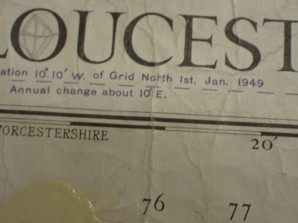 LOUCEST
ation 10°.10' W. of Grid North 1st. Jan. 1949
Annual change about 10' E.
WORCESTERSHIRE 20'
76 77